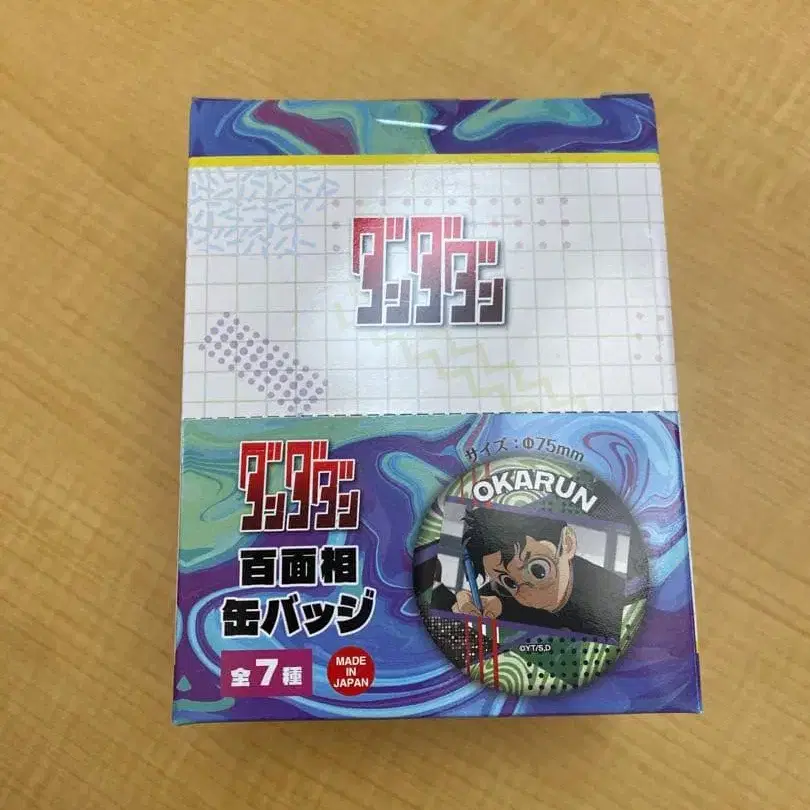 ダンダダン
サイズ：Φ75mm
OKARUN
ダンダダン
百面相
缶バッジ
全7種
MADE IN
JAPAN
©YT/S,D